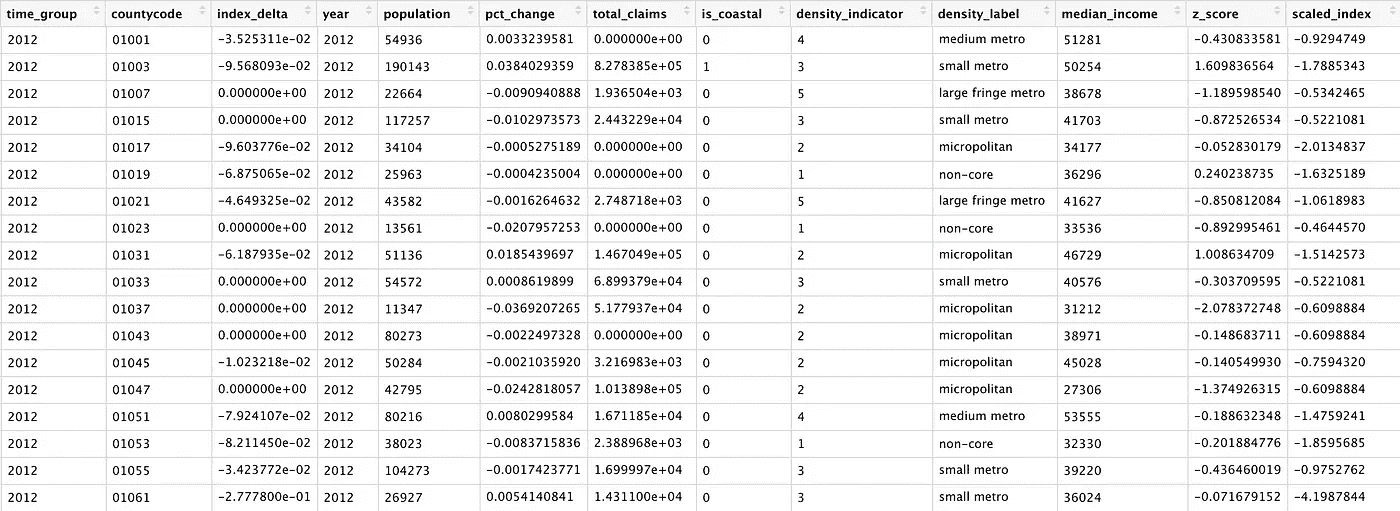 time_group countycode index_delta year population pct_change total_claims is_coastal density_indicator density_label median_income z_score scaled_index
2012 01001 -3.525311e-02 2012 54936 0.0033239581 0.000000e+00 0 4 medium metro 51281 -0.430833581 -0.9294749
2012 01003 -9.568093e-02 2012 190143 0.0384029359 8.278385e+05 1 3 small metro 50254 1.609836564 -1.7885343
2012 01007 0.000000e+00 2012 22664 -0.0090940888 1.936504e+03 0 5 large fringe metro 38678 -1.189598540 -0.5342465
2012 01015 0.000000e+00 2012 117257 -0.0102973573 2.443229e+04 0 3 small metro 41703 -0.872526534 -0.5221081
2012 01017 -9.603776e-02 2012 34104 -0.0005275189 0.000000e+00 0 2 micropolitan 34177 -0.052830179 -2.0134837
2012 01019 -6.875065e-02 2012 25963 -0.0004235004 0.000000e+00 0 1 non-core 36296 0.240238735 -1.6325189
2012 01021 -4.649325e-02 2012 43582 -0.0016264632 2.748718e+03 0 5 large fringe metro 41627 -0.850812084 -1.0618983
2012 01023 0.000000e+00 2012 13561 -0.0207957253 0.000000e+00 0 1 non-core 33536 -0.892995461 -0.4644570
2012 01031 -6.187935e-02 2012 51136 0.0185439697 1.467049e+05 0 2 micropolitan 46729 1.008634709 -1.5142573
2012 01033 0.000000e+00 2012 54572 0.0008619899 6.899379e+04 0 3 small metro 40576 -0.303709595 -0.5221081
2012 01037 0.000000e+00 2012 11347 -0.0369207265 5.177937e+04 0 2 micropolitan 31212 -2.078372748 -0.6098884
2012 01043 0.000000e+00 2012 80273 -0.0022497328 0.000000e+00 0 2 micropolitan 38971 -0.148683711 -0.6098884
2012 01045 -1.023218e-02 2012 50284 -0.0021035920 3.216983e+03 0 2 micropolitan 45028 -0.140549930 -0.7594320
2012 01047 0.000000e+00 2012 42795 -0.0242818057 1.013898e+05 0 2 micropolitan 27306 -1.374926315 -0.6098884
2012 01051 -7.924107e-02 2012 80216 0.0080299584 1.671185e+04 0 4 medium metro 53555 -0.188632348 -1.4759241
2012 01053 -8.211450e-02 2012 38023 -0.0083715836 2.388968e+03 0 1 non-core 32330 -0.201884776 -1.8595685
2012 01055 -3.423772e-02 2012 104273 -0.0017423771 1.699997e+04 0 3 small metro 39220 -0.436460019 -0.9752762
2012 01061 -2.777800e-01 2012 26927 0.0054140841 1.431100e+04 0 3 small metro 36024 -0.071679152 -4.1987844